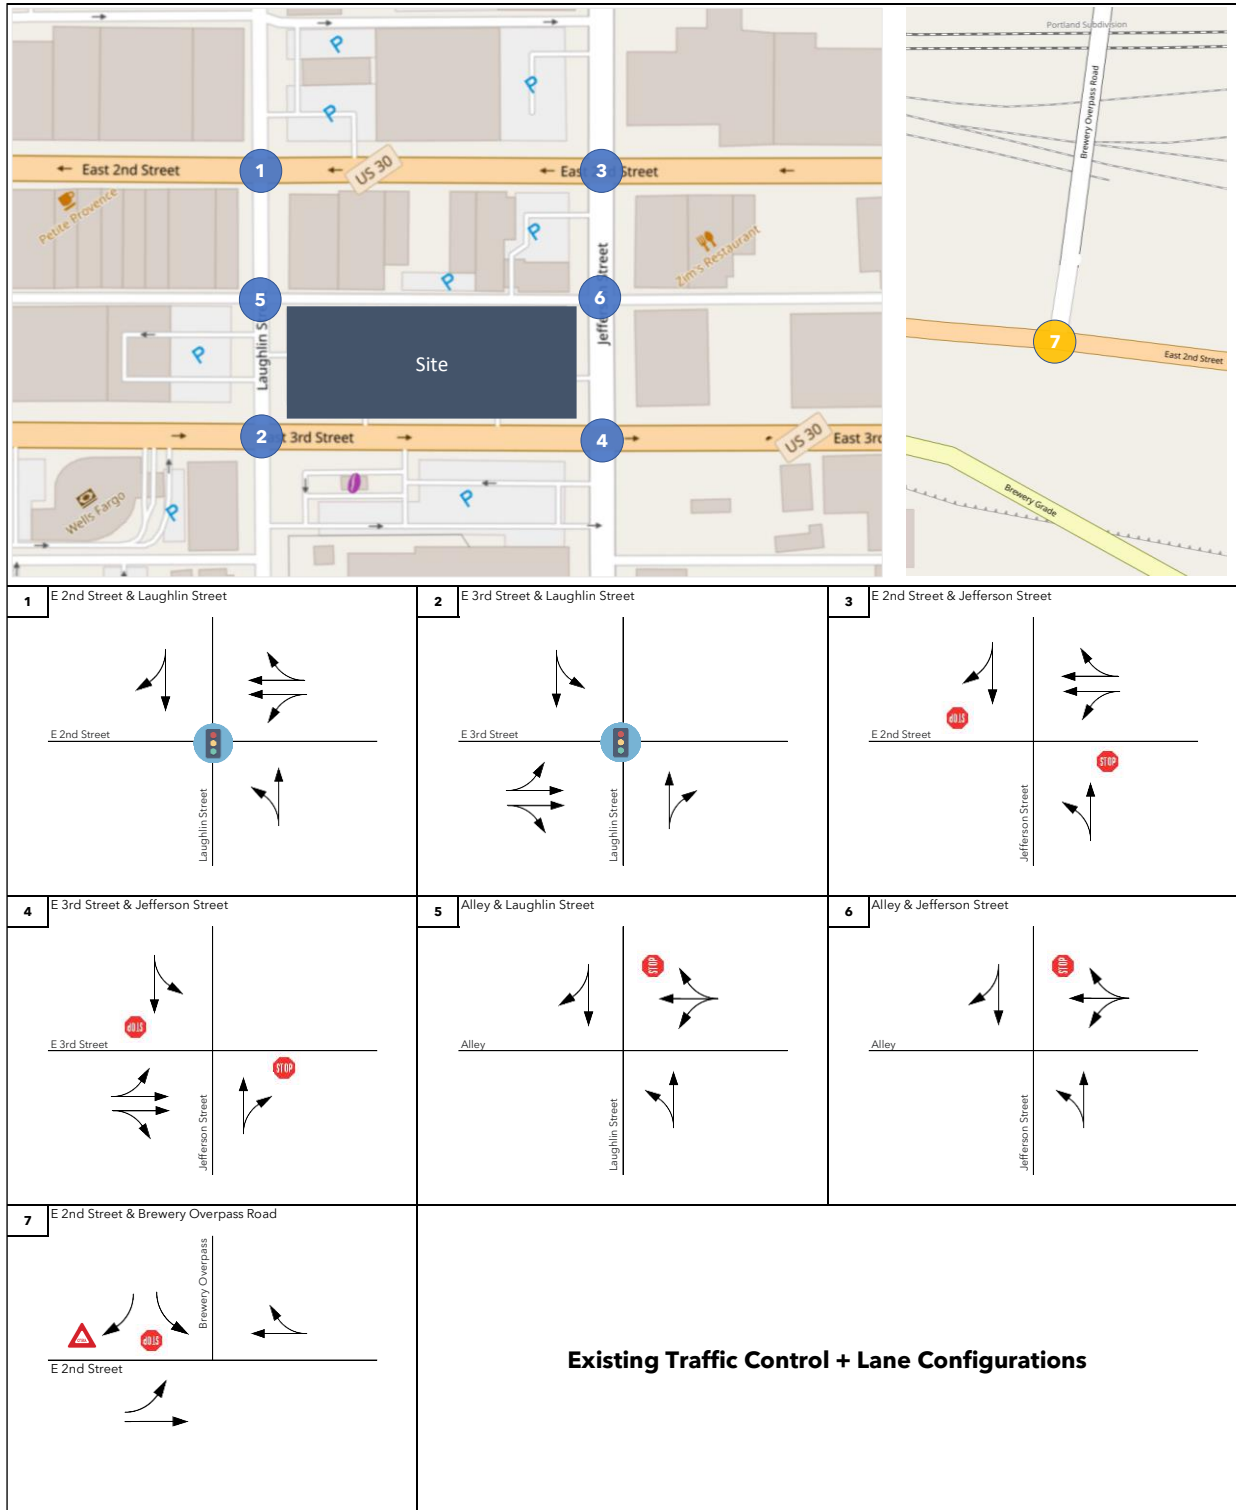 Portland Subdivision
P
P
P
Brewery Overpass Road
East 2nd Street
1
US 30
3
Street
Petite Provence
P
Zim's Restaurant
P
5
6
7
East 2nd Street
Laughlin Str
Jefferson Street
P
Site
2
t 3rd Street
4
US 30
East 3rd
Brewery Grade
Wells Fargo
P
P
1
E 2nd Street & Laughlin Street
E 2nd Street
Laughlin Street
2
E 3rd Street & Laughlin Street
E 3rd Street
Laughlin Street
3
E 2nd Street & Jefferson Street
STOP
E 2nd Street
STOP
Jefferson Street
4
E 3rd Street & Jefferson Street
STOP
E 3rd Street
STOP
Jefferson Street
5
Alley & Laughlin Street
STOP
Alley
Laughlin Street
6
Alley & Jefferson Street
STOP
Alley
Jefferson Street
7
E 2nd Street & Brewery Overpass Road
Brewery Overpass
STOP
E 2nd Street
Existing Traffic Control + Lane Configurations